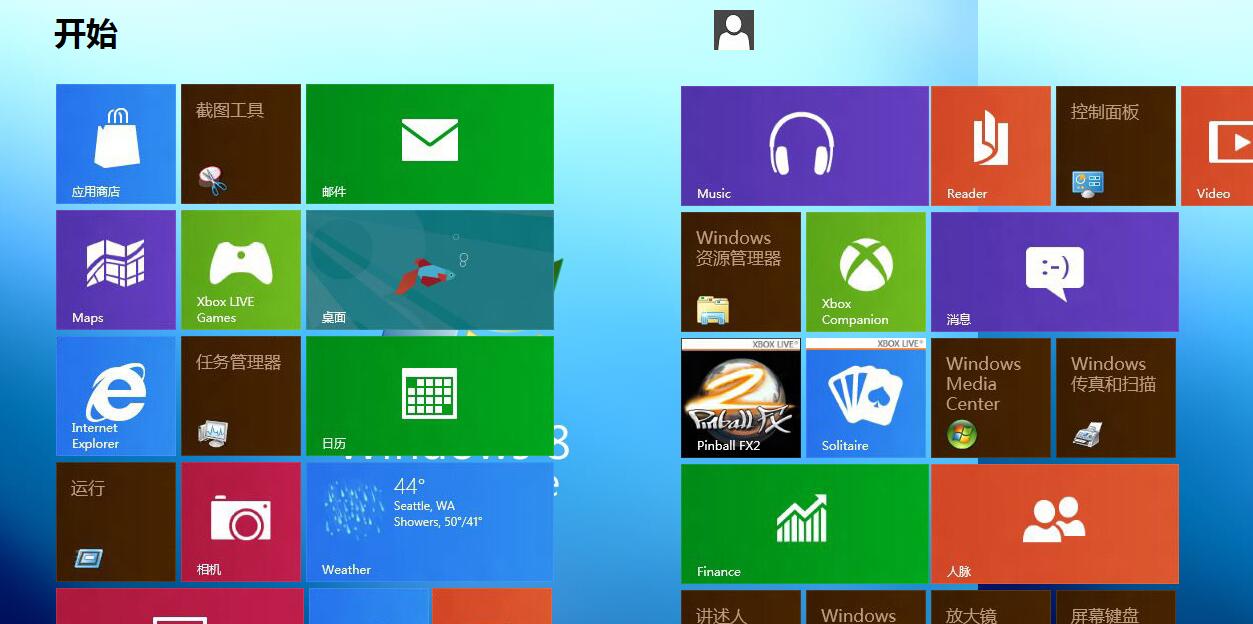 开始
应用商店
截图工具
邮件
Maps
Xbox LIVE
Games
桌面
Internet
Explorer
任务管理器
日历
运行
相机
44°
Seattle, WA
Showers, 50°/41°
Weather
Music
Reader
控制面板
Video
Windows
资源管理器
Xbox
Companion
:-)
消息
XBOX LIVE
2
Pinball FX
Pinball FX2
XBOX LIVE
Solitaire
Windows
Media
Center
Windows
传真和扫描
Finance
人脉
讲述人
Windows
放大镜
屏幕键盘